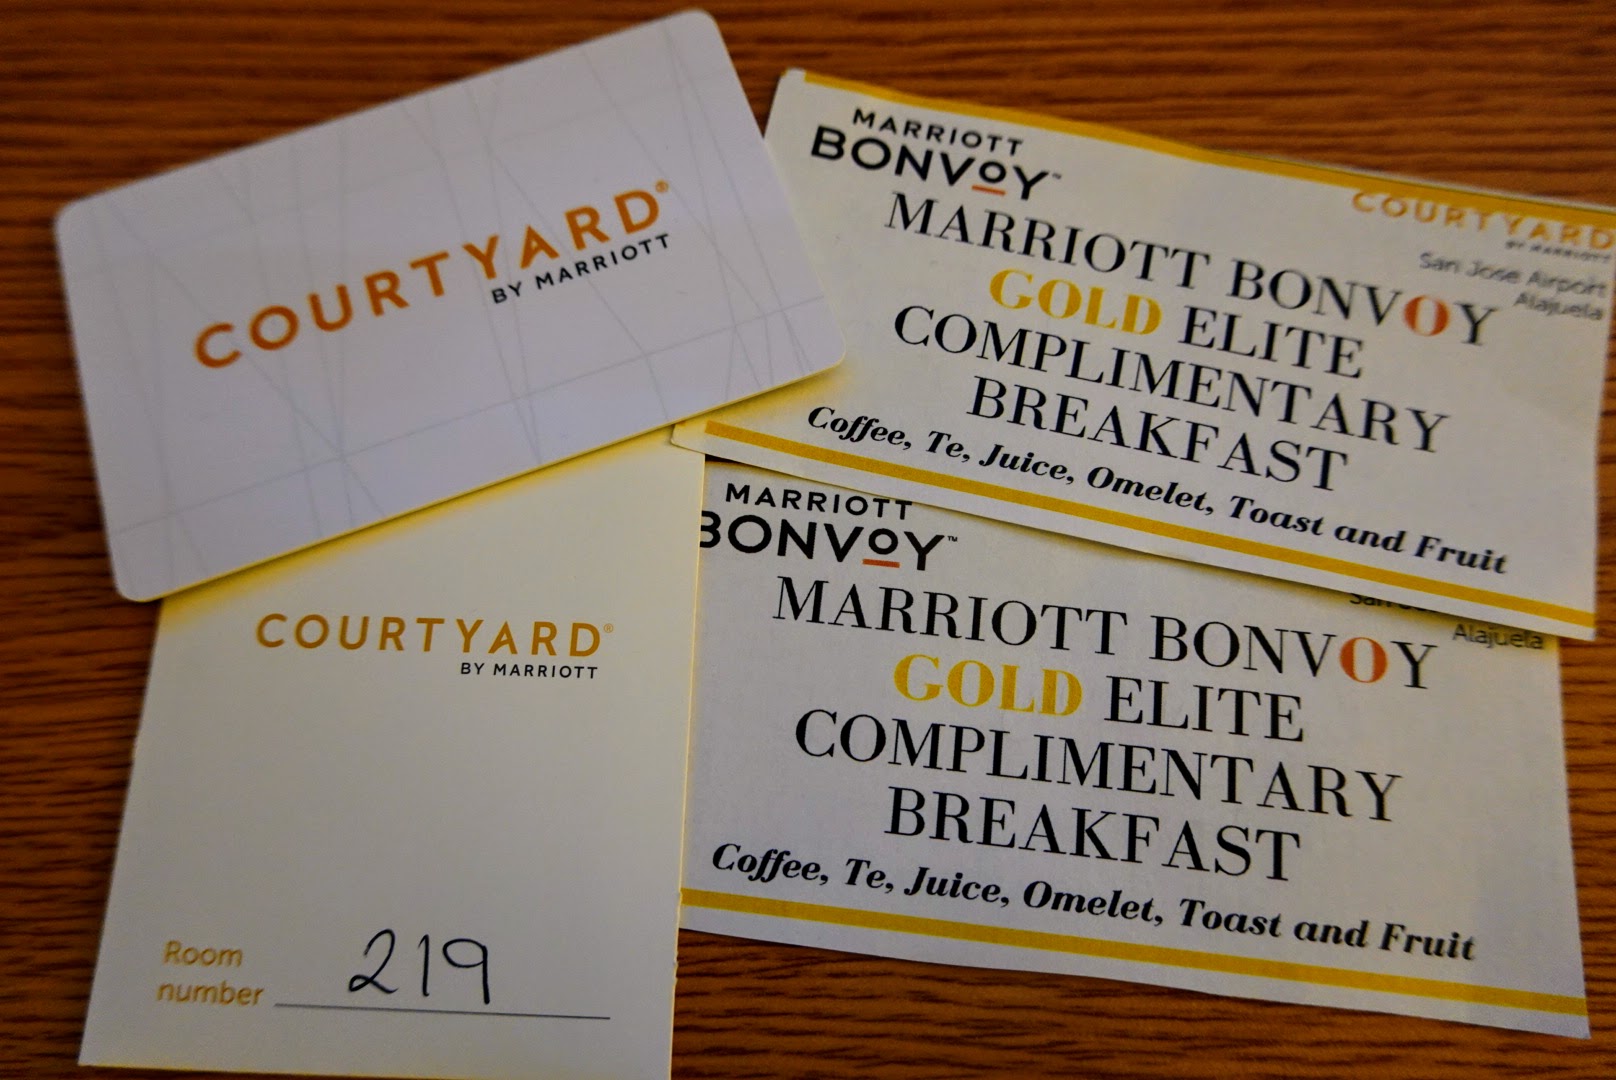 COURTYARD®
BY MARRIOTT
MARRIOTT
BONVOY™
COURTYARD
BY MARRIOTT
San Jose Airport
Alajuela
MARRIOTT BONVOY
GOLD ELITE
COMPLIMENTARY
BREAKFAST
Coffee, Te, Juice, Omelet, Toast and Fruit
COURTYARD®
BY MARRIOTT
Room
number 219
MARRIOTT
BONVOY™
Alajuela
MARRIOTT BONVOY
GOLD ELITE
COMPLIMENTARY
BREAKFAST
Coffee, Te, Juice, Omelet, Toast and Fruit